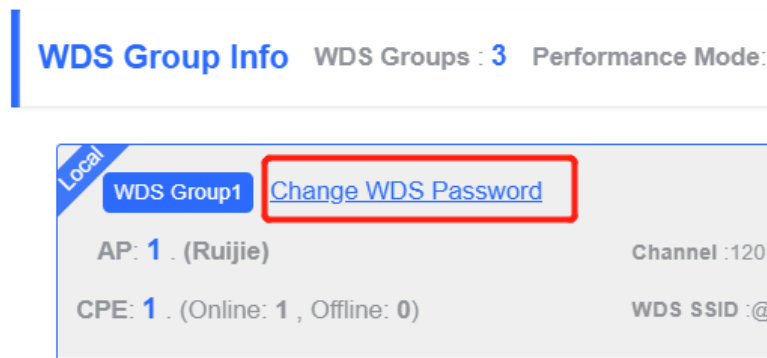 WDS Group Info WDS Groups : 3 Performance Mode:
Local
WDS Group1 Change WDS Password
AP: 1 . (Ruijie)
Channel :120
CPE: 1 . (Online: 1 , Offline: 0)
WDS SSID :@